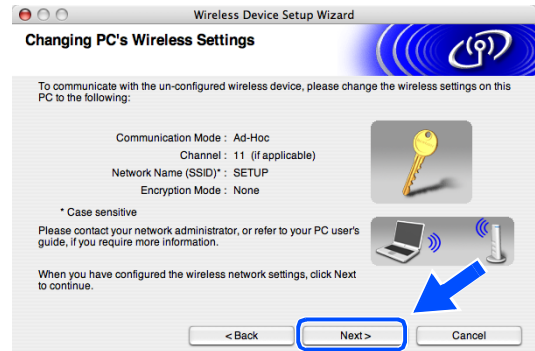 Wireless Device Setup Wizard
Changing PC's Wireless Settings
To communicate with the un-configured wireless device, please change the wireless settings on this
PC to the following:
Communication Mode : Ad-Hoc
Channel : 11 (if applicable)
Network Name (SSID)* : SETUP
Encryption Mode : None
* Case sensitive
Please contact your network administrator, or refer to your PC user's
guide, if you require more information.
When you have configured the wireless network settings, click Next
to continue.
< Back Next > Cancel